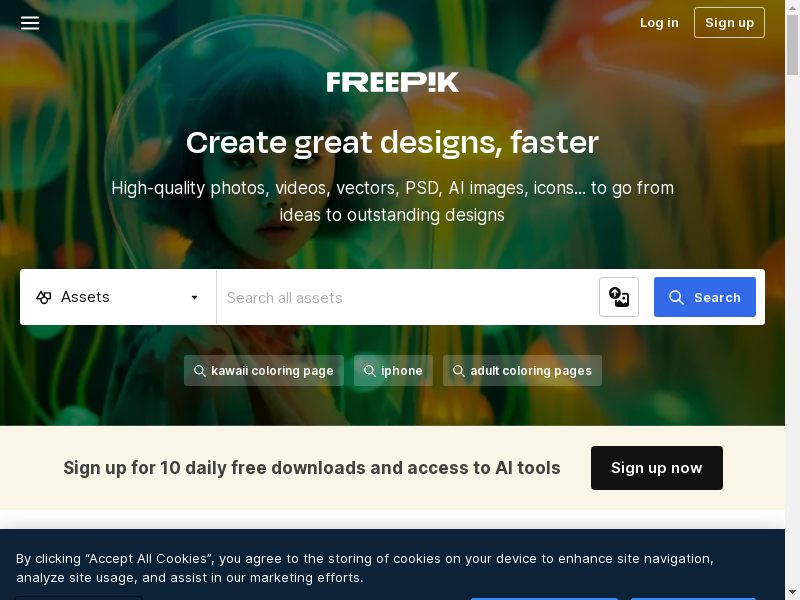 Log in
Sign up
FREEPIK
Create great designs, faster
High-quality photos, videos, vectors, PSD, AI images, icons... to go from
ideas to outstanding designs
Assets
Search all assets
Search
kawaii coloring page
iphone
adult coloring pages
Sign up for 10 daily free downloads and access to AI tools
Sign up now
By clicking “Accept All Cookies”, you agree to the storing of cookies on your device to enhance site navigation,
analyze site usage, and assist in our marketing efforts.